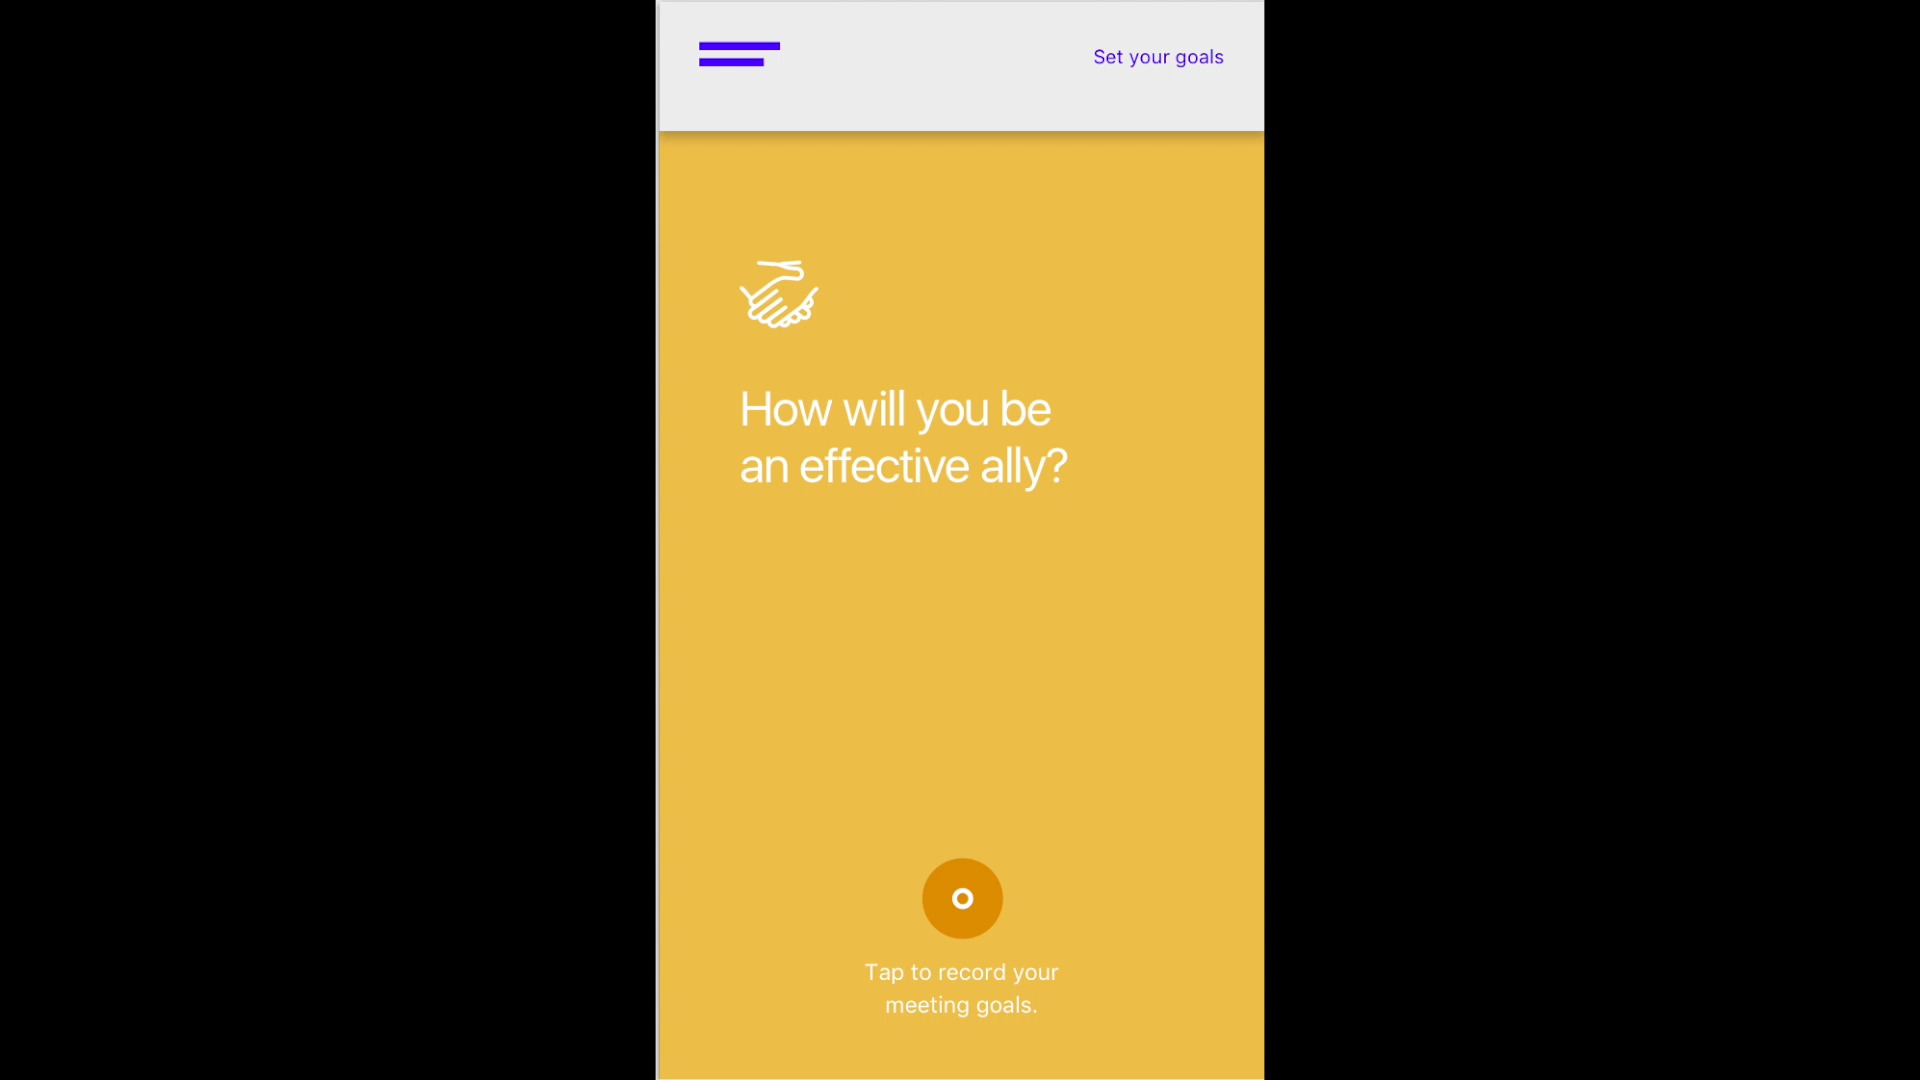 Set your goals
How will you be
an effective ally?
Tap to record your
meeting goals.